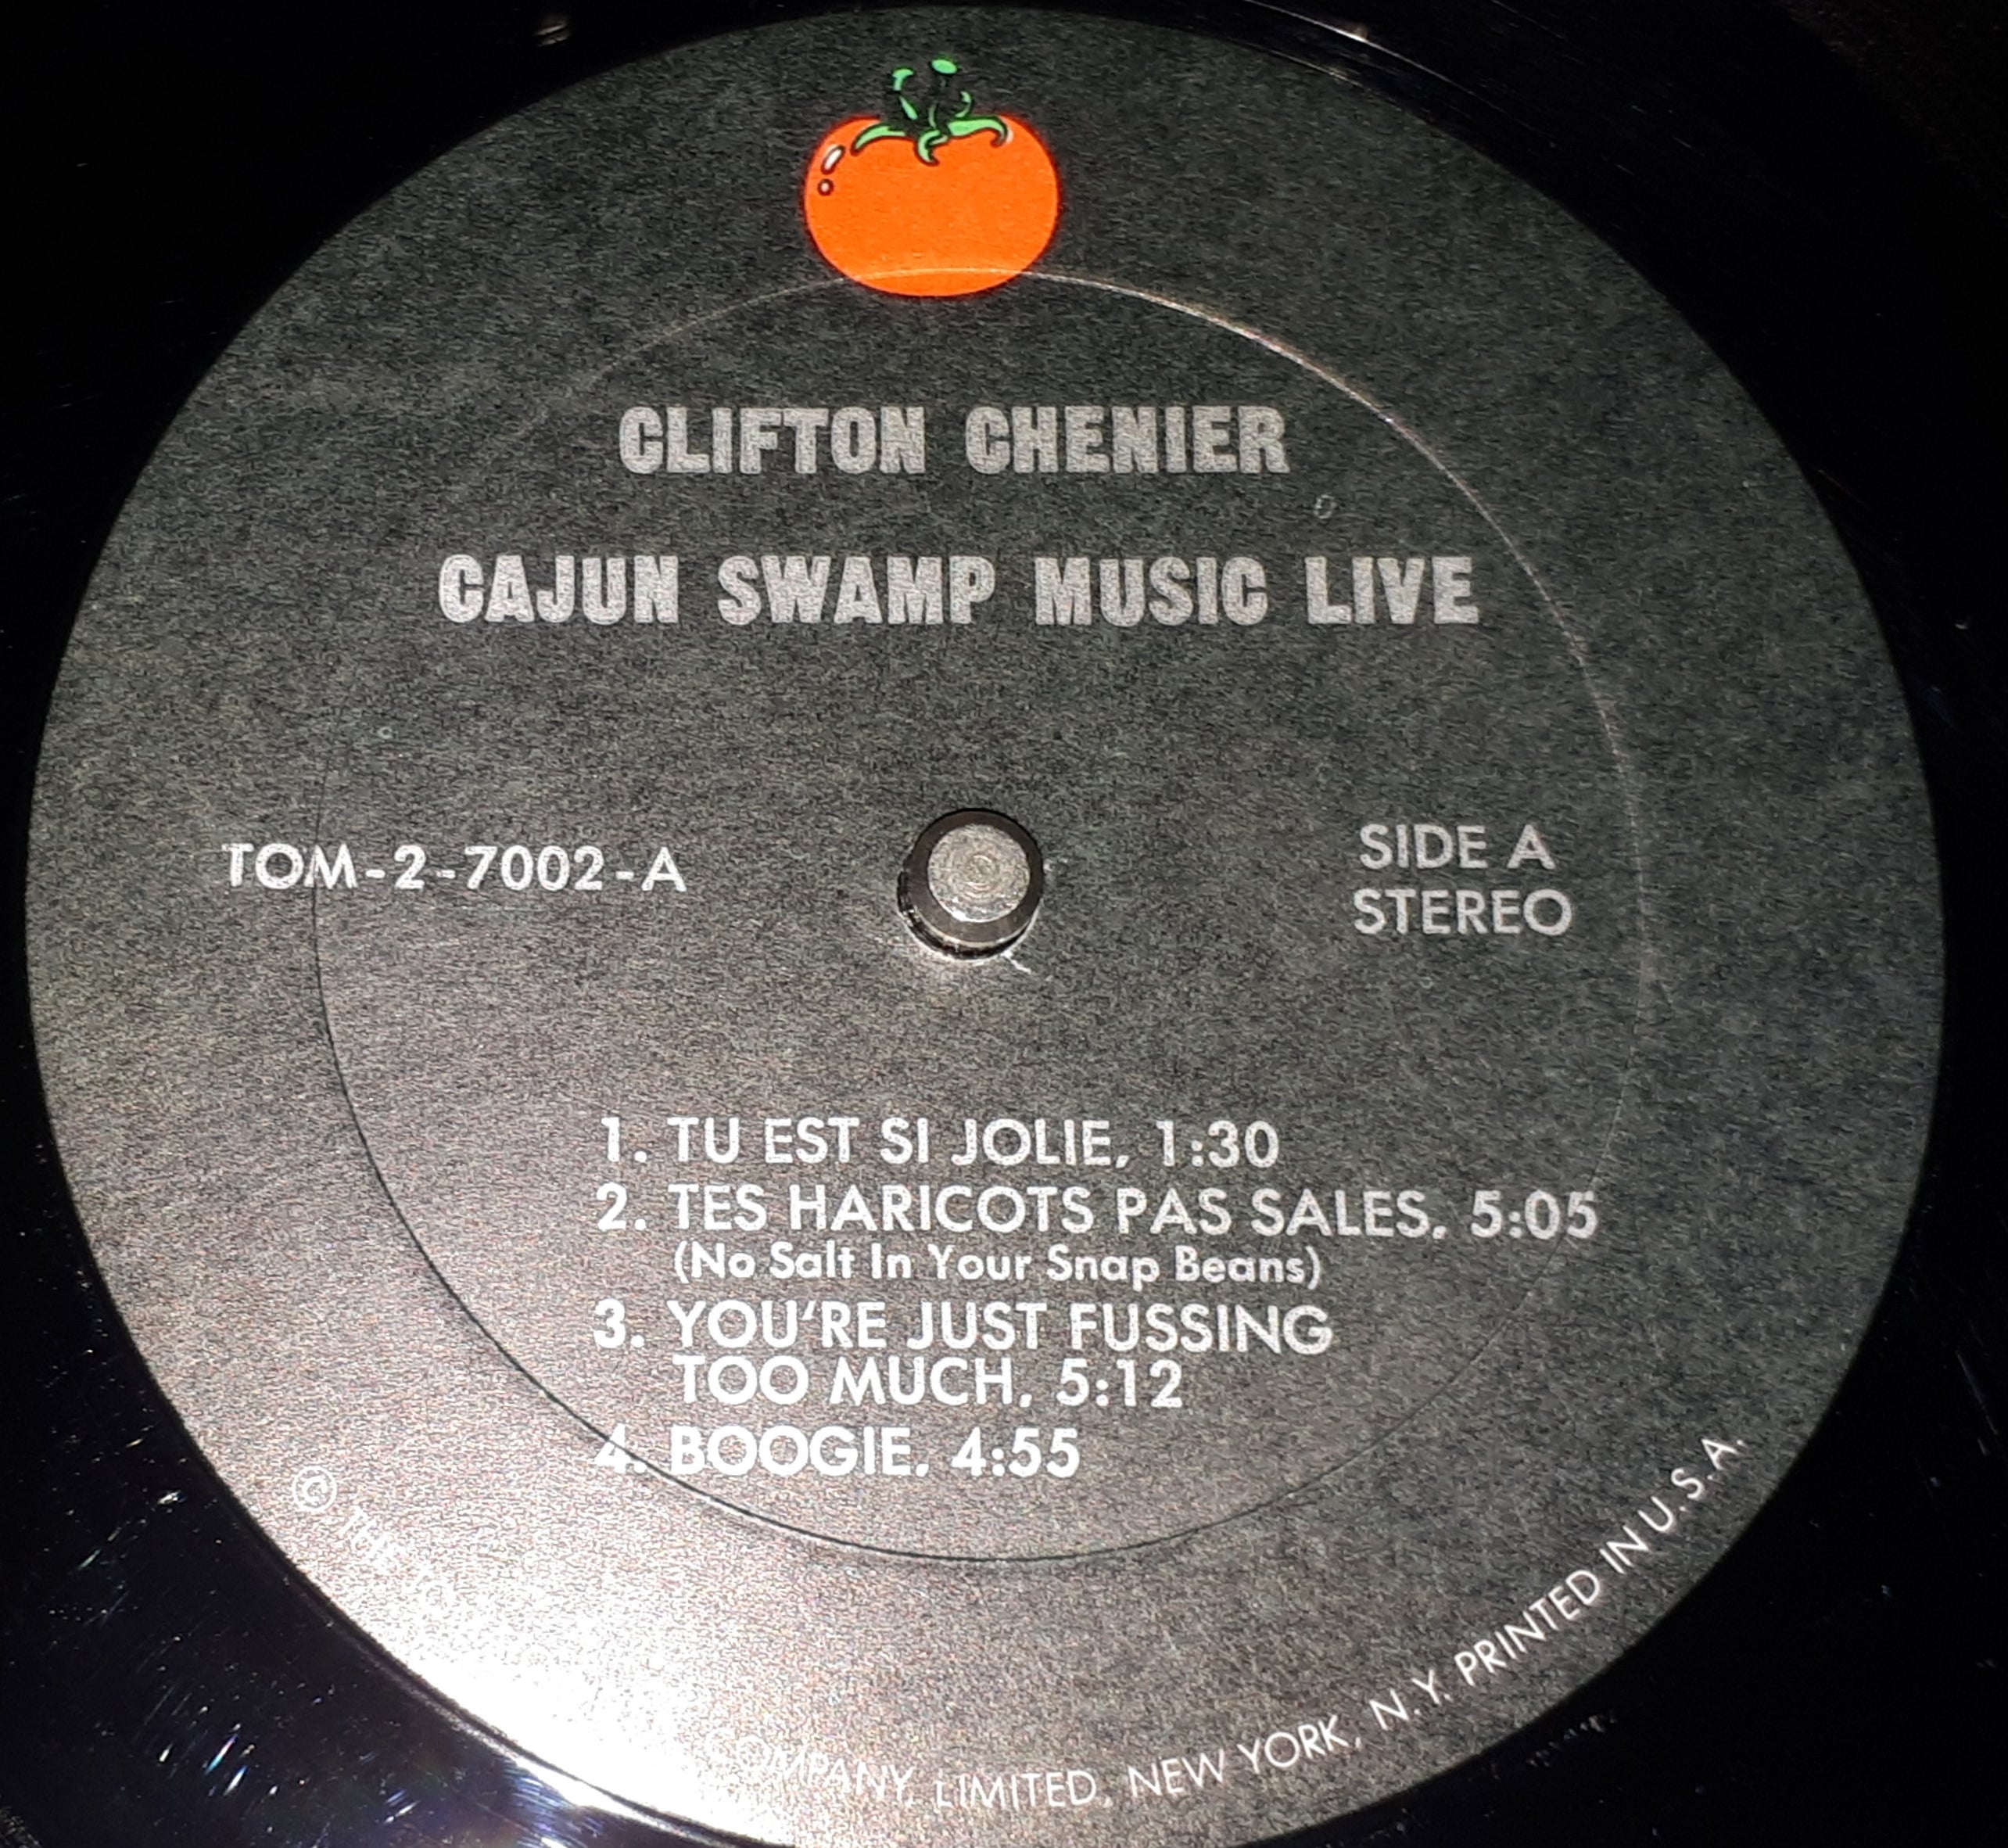 CLIFTON CHENIER
CAJUN SWAMP MUSIC LIVE
TOM-2-7002-A
SIDE A
STEREO
1. TU EST SI JOLIE, 1:30
2. TES HARICOTS PAS SALES, 5:05
(No Salt In Your Snap Beans)
3. YOU'RE JUST FUSSING
TOO MUCH, 5:12
4. BOOGIE, 4:55
© THE COMPANY, LIMITED, NEW YORK, N.Y. PRINTED IN U.S.A.